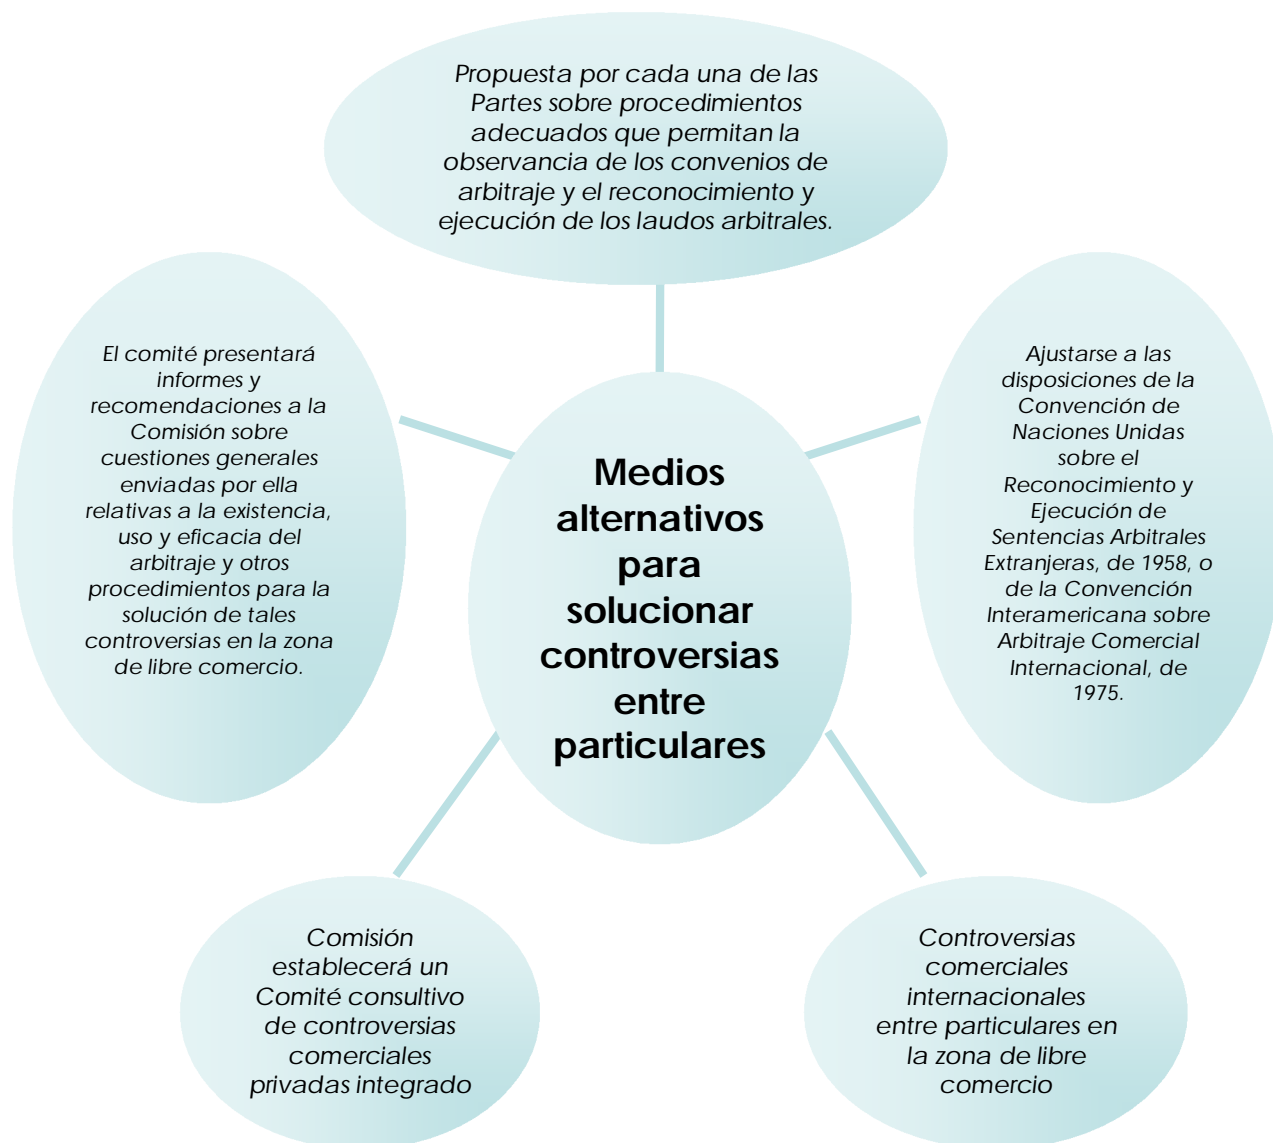 Propuesta por cada una de las
Partes sobre procedimientos
adecuados que permitan la
observancia de los convenios de
arbitraje y el reconocimiento y
ejecución de los laudos arbitrales.
El comité presentará
informes y
recomendaciones a la
Comisión sobre
cuestiones generales
enviadas por ella
relativas a la existencia,
uso y eficacia del
arbitraje y otros
procedimientos para la
solución de tales
controversias en la zona
de libre comercio.
Medios
alternativos
para
solucionar
controversias
entre
particulares
Ajustarse a las
disposiciones de la
Convención de
Naciones Unidas
sobre el
Reconocimiento y
Ejecución de
Sentencias Arbitrales
Extranjeras, de 1958, o
de la Convención
Interamericana sobre
Arbitraje Comercial
Internacional, de
1975.
Comisión
establecerá un
Comité consultivo
de controversias
comerciales
privadas integrado
Controversias
comerciales
internacionales
entre particulares en
la zona de libre
comercio